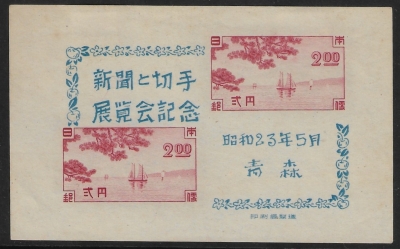 新聞と切手
展覧会記念
日本
2.00
弐円
郵便
日本
2.00
弐円
郵便
昭和23年5月
青森
印刷局製造